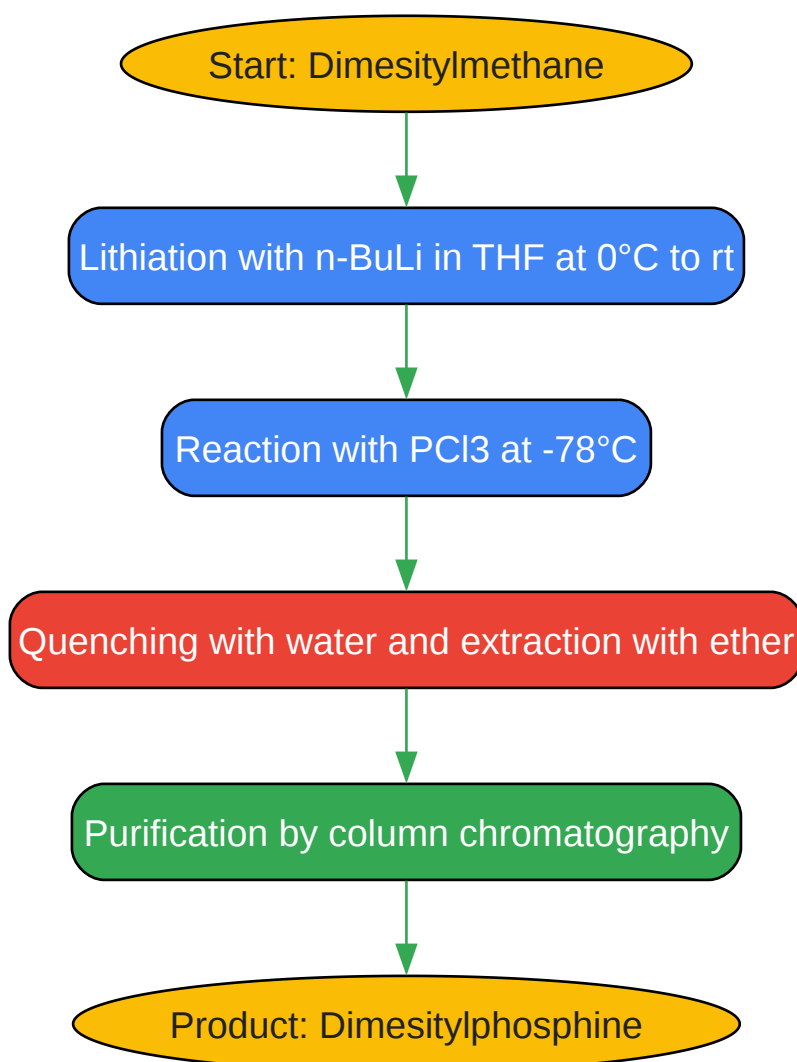 Start: Dimesitylmethane
Lithiation with n-BuLi in THF at 0°C to rt
Reaction with PCl3 at -78°C
Quenching with water and extraction with ether
Purification by column chromatography
Product: Dimesitylphosphine